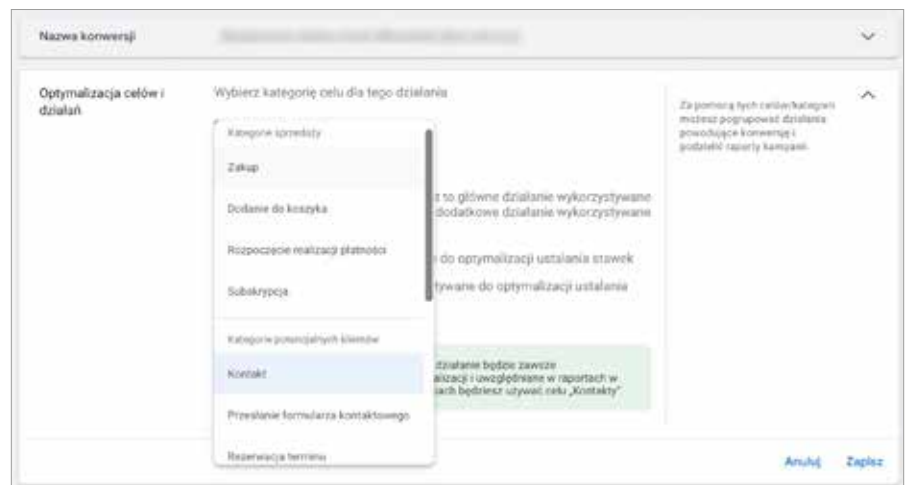 Nazwa konwersji
Optymalizacja celów i
działań
Wybierz kategorię celu dla tego działania
Kategorie sprzedaży
Zakup
Dodanie do koszyka
Rozpoczęcie realizacji płatności
Subskrypcja
Kategorie potencjalnych klientów
Kontakt
Przesłanie formularza kontaktowego
Rezerwacja terminu
z to główne działanie wykorzystywane
dodatkowe działanie wykorzystywane
do optymalizacji ustalania stawek
tywane do optymalizacji ustalania
działanie będzie zawsze
alizacji i uwzględniane w raportach w
iach będziesz używać celu „Kontakty”
Za pomocą tych celów/kategorii
możesz pogrupować działania
powodujące konwersję i
podzielić raporty kampanii.
Anuluj Zapisz